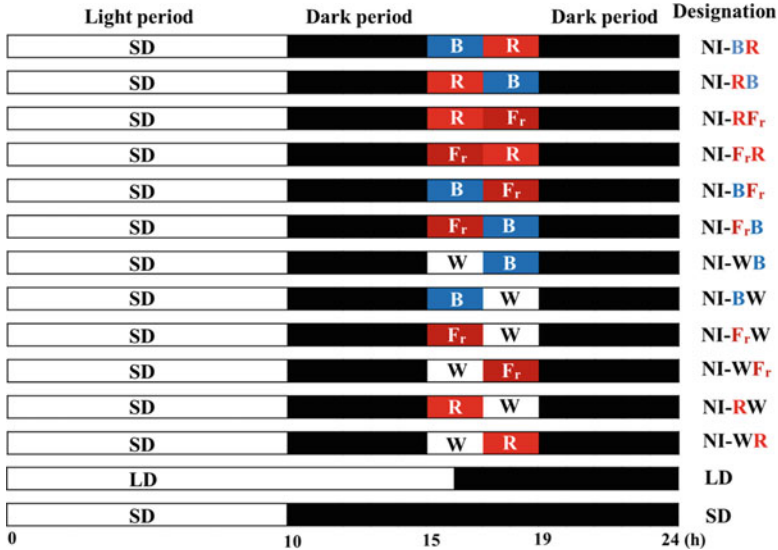 Light period Dark period Dark period Designation
SD B R NI-BR
SD R B NI-RB
SD R Fr NI-RFr
SD Fr R NI-FrR
SD B Fr NI-BFr
SD Fr B NI-FrB
SD W B NI-WB
SD B W NI-BW
SD Fr W NI-FrW
SD W Fr NI-WFr
SD R W NI-RW
SD W R NI-WR
LD LD
SD SD
0 10 15 19 24 (h)